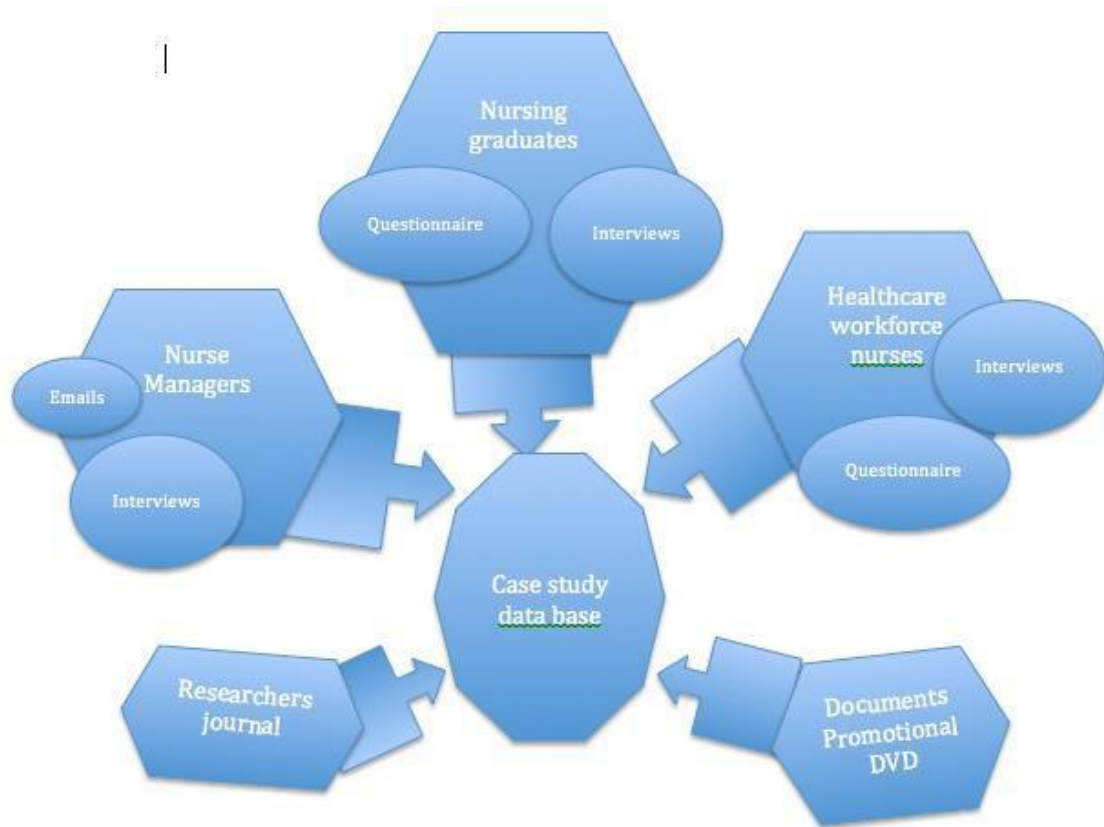 Nursing
graduates
Questionnaire
Interviews
Healthcare
workforce
nurses
Interviews
Questionnaire
Nurse
Managers
Emails
Interviews
Case study
data base
Researchers
journal
Documents
Promotional
DVD